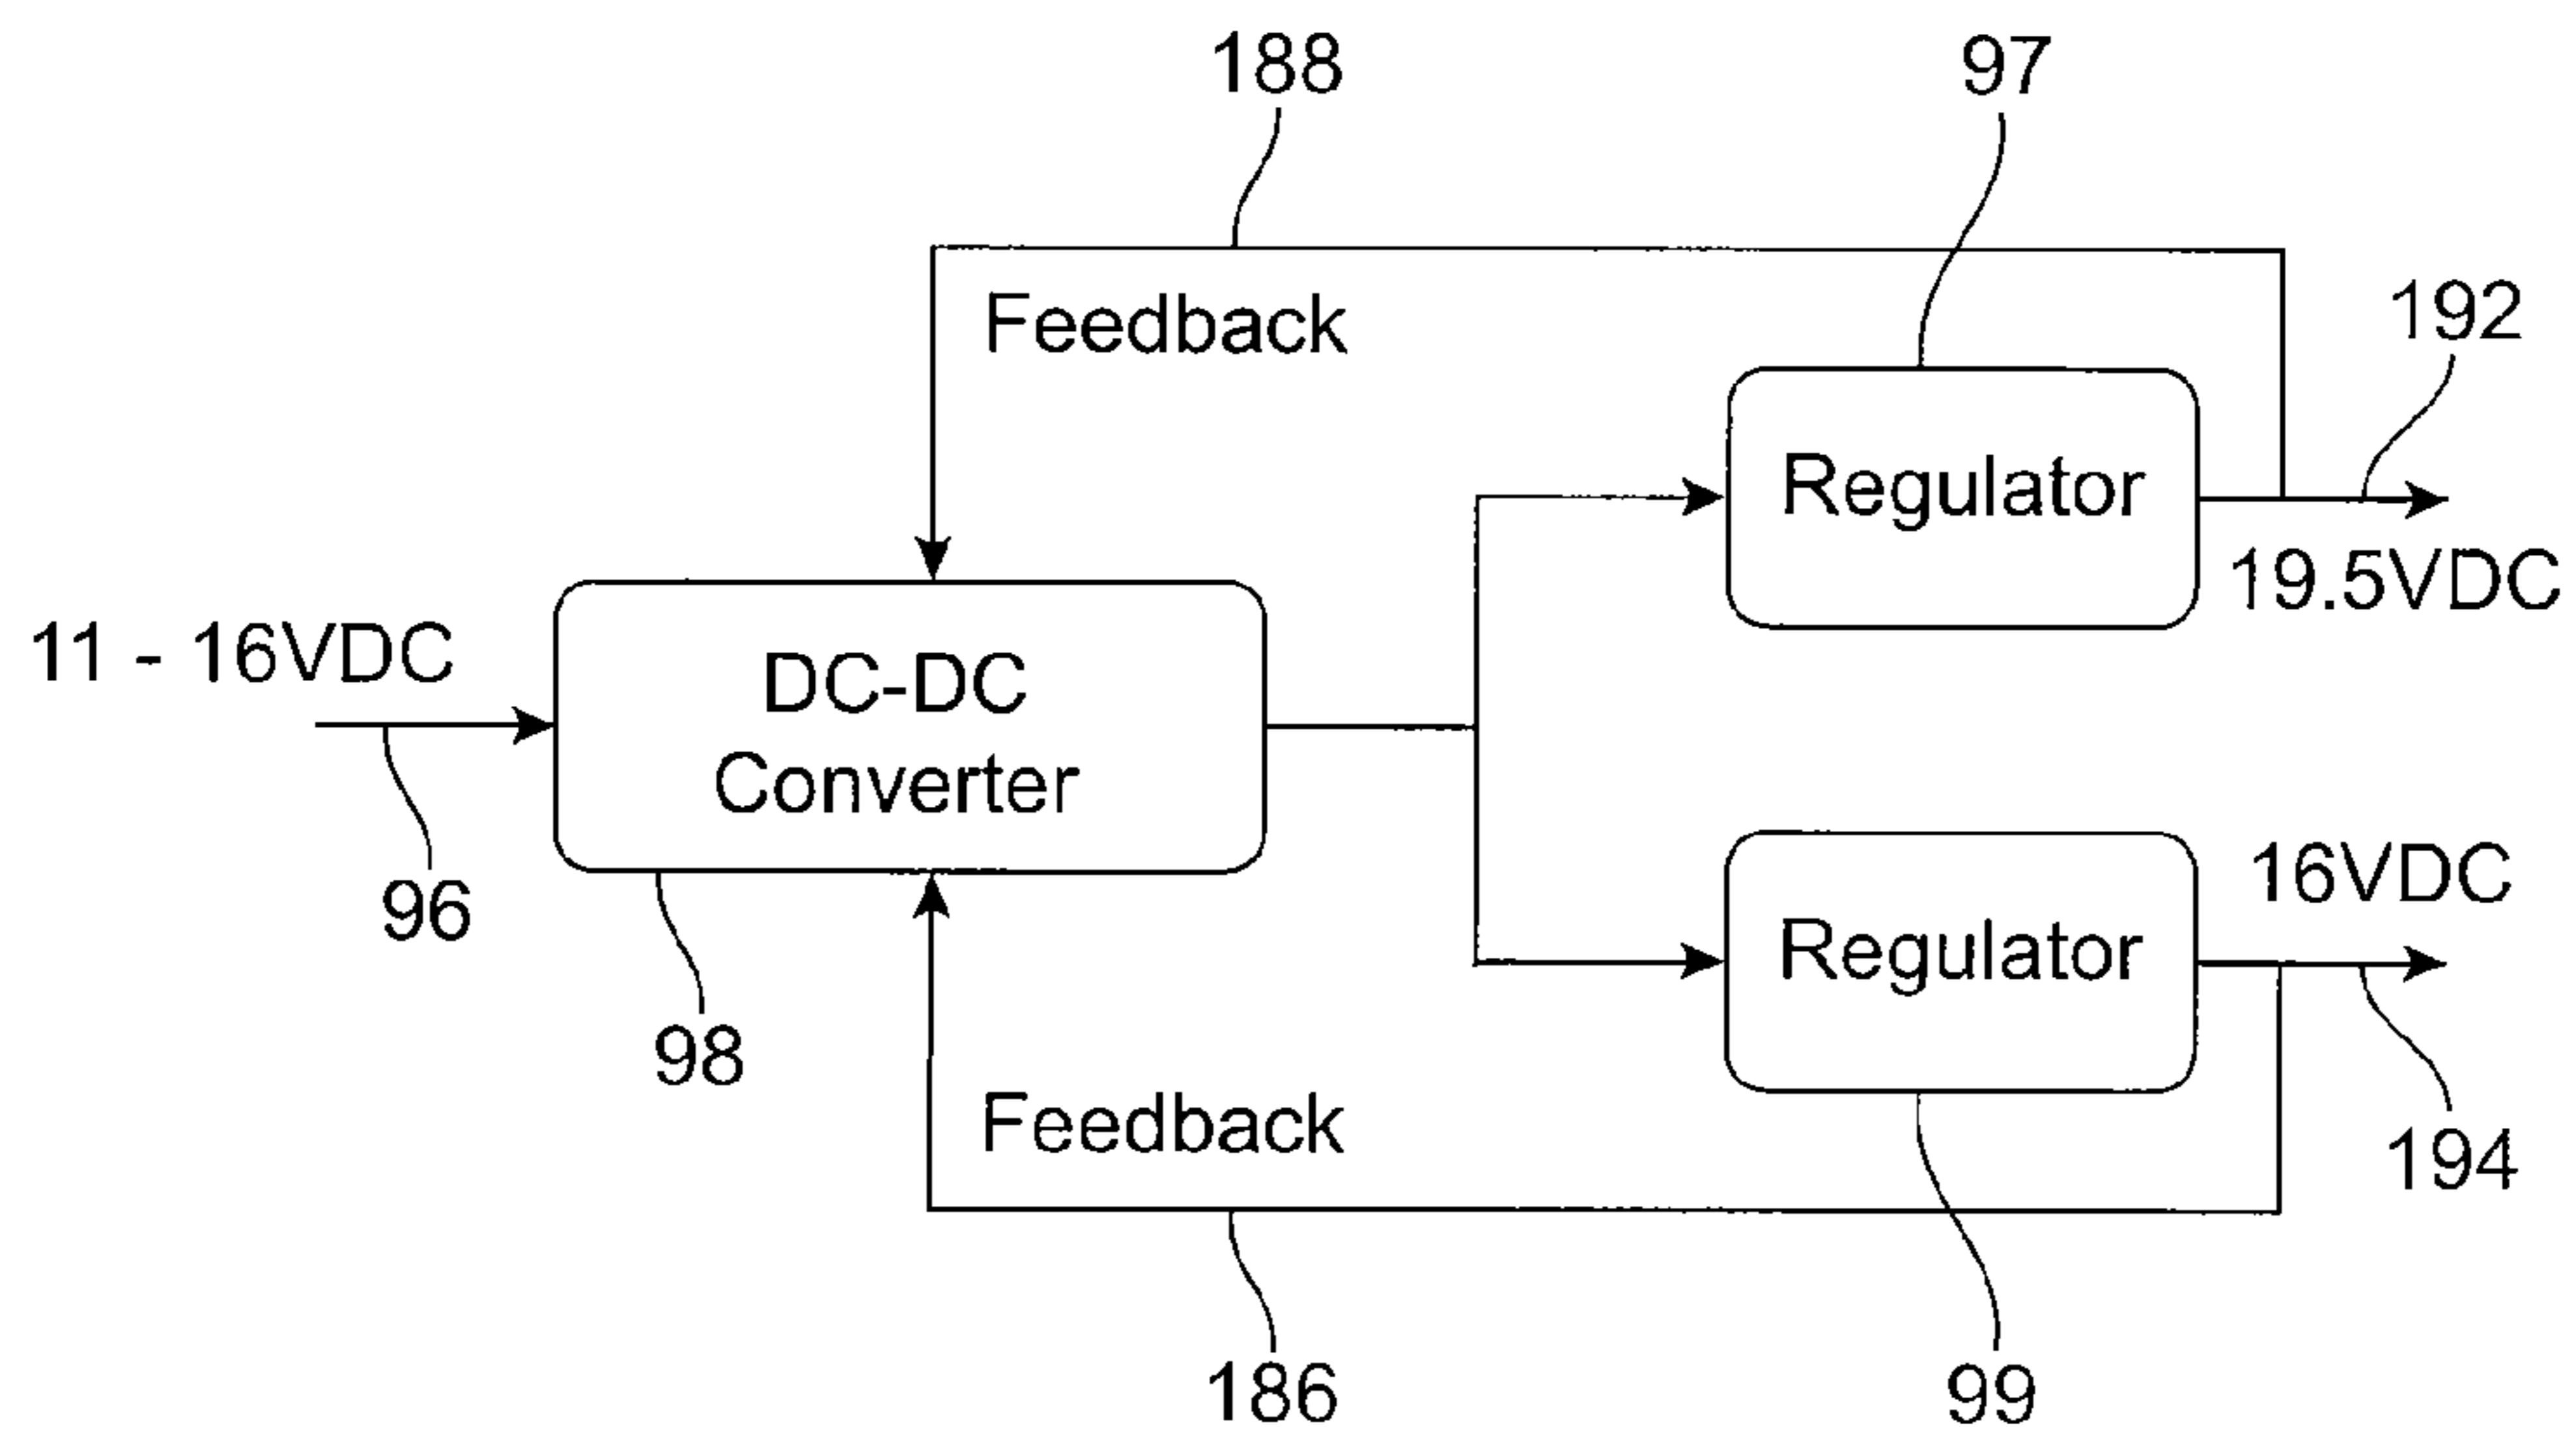 188
97
Feedback
192
Regulator
19.5VDC
11 - 16VDC
DC-DC
Converter
96
98
16VDC
Regulator
Feedback
194
186
99